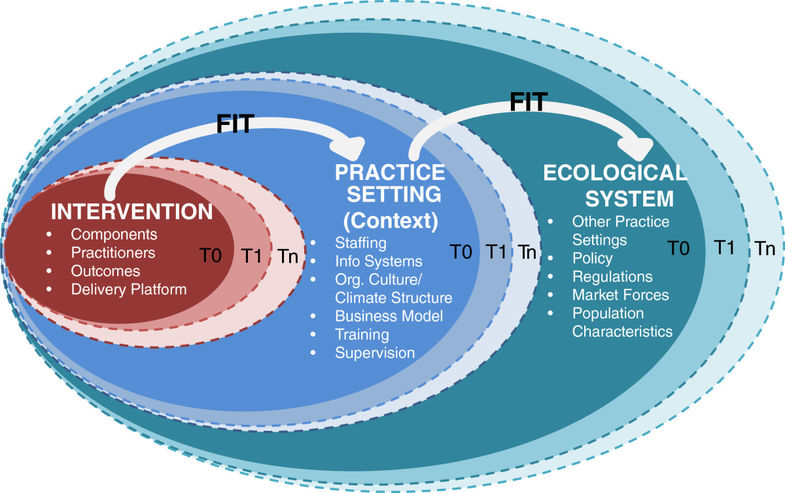 FIT
FIT
INTERVENTION
• Components
• Practitioners
• Outcomes
• Delivery Platform
T0 T1 Tn
PRACTICE
SETTING
(Context)
• Staffing
• Info Systems
• Org. Culture/
Climate Structure
• Business Model
• Training
• Supervision
T0 T1 Tn
ECOLOGICAL
SYSTEM
• Other Practice
Settings
• Policy
• Regulations
• Market Forces
• Population
Characteristics
T0 T1 Tn